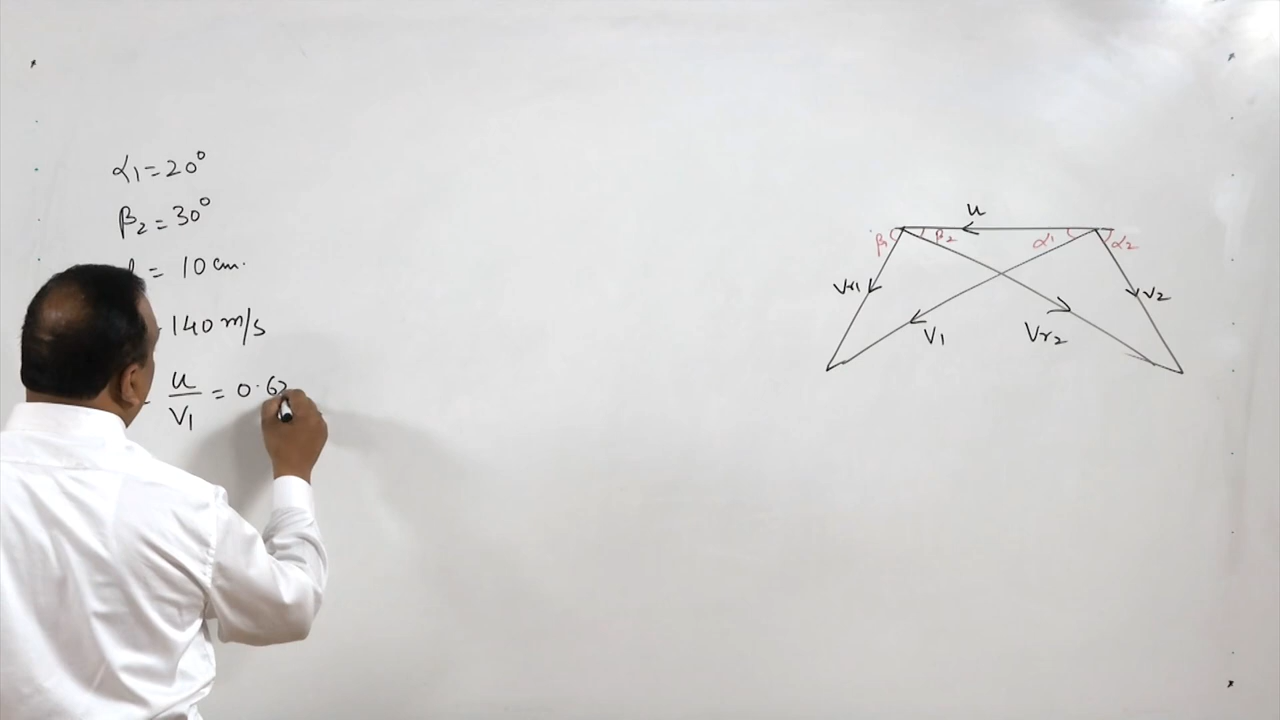 α1 = 20°
β2 = 30°
= 10 cm.
140 m/s
u/V1 = 0.6
u
β1
β2
α1
α2
Vr1
V2
V1
Vr2